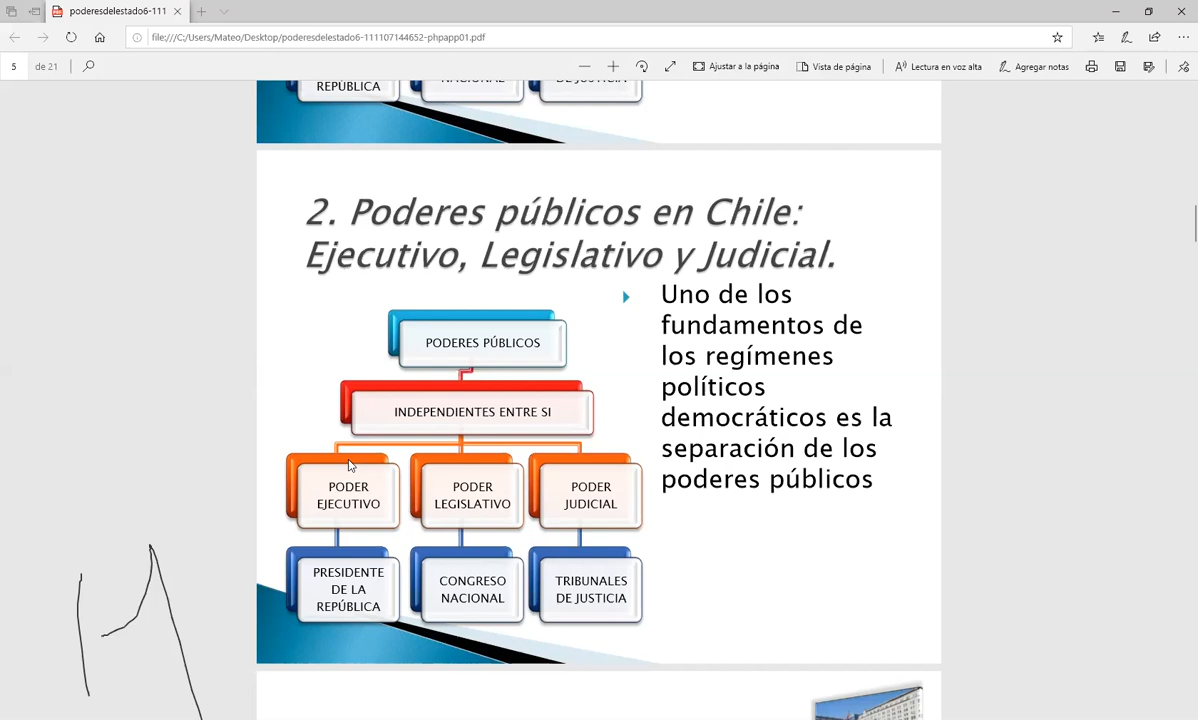 poderesdelestado6-111
file:///C:/Users/Mateo/Desktop/poderesdelestado6-111107144652-phpapp01.pdf
5 de 21
Ajustar a la página
Vista de página
Lectura en voz alta
Agregar notas
REPÚBLICA
NACIONAL
DE JUSTICIA
2. Poderes públicos en Chile:
Ejecutivo, Legislativo y Judicial.
PODERES PÚBLICOS
INDEPENDIENTES ENTRE SI
PODER
EJECUTIVO
PODER
LEGISLATIVO
PODER
JUDICIAL
PRESIDENTE
DE LA
REPÚBLICA
CONGRESO
NACIONAL
TRIBUNALES
DE JUSTICIA
Uno de los
fundamentos de
los regímenes
políticos
democráticos es la
separación de los
poderes públicos